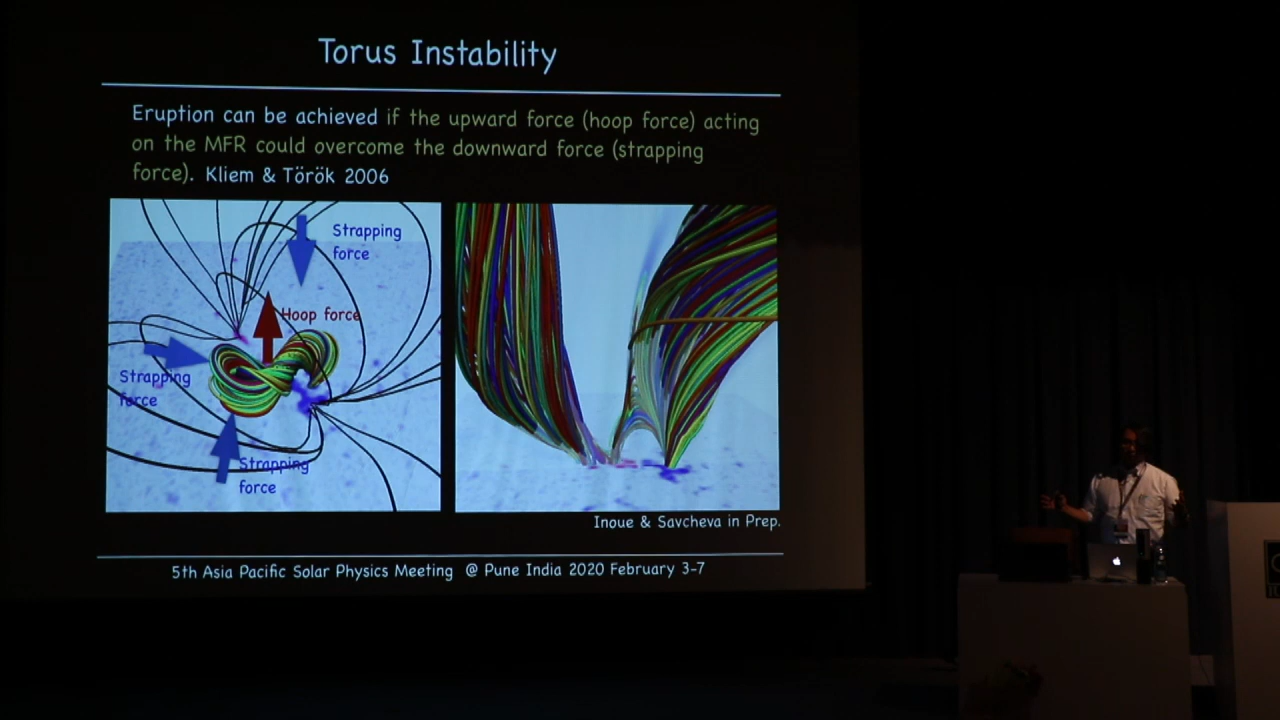 Torus Instability
Eruption can be achieved if the upward force (hoop force) acting
on the MFR could overcome the downward force (strapping
force). Kliem & Török 2006
Strapping
force
Hoop force
Strapping
force
Strapping
force
Inoue & Savcheva in Prep.
5th Asia Pacific Solar Physics Meeting @ Pune India 2020 February 3-7